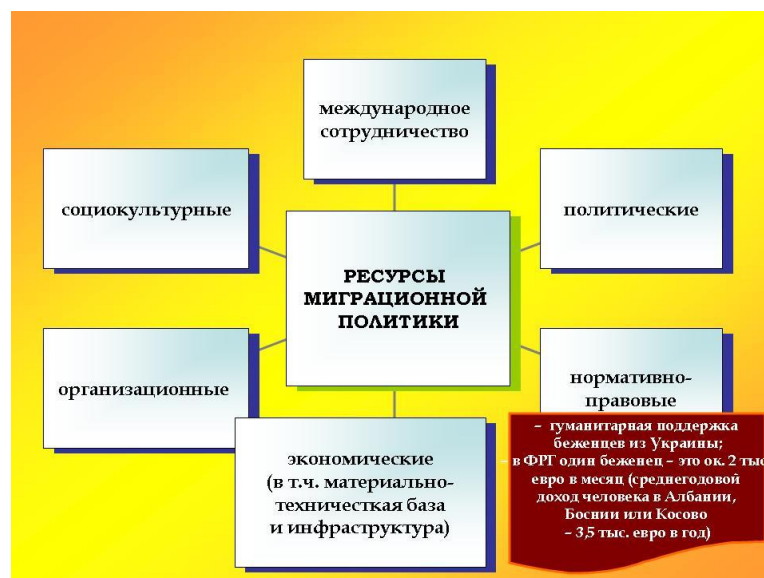 международное
сотрудничество
социокультурные
политические
РЕСУРСЫ
МИГРАЦИОННОЙ
ПОЛИТИКИ
организационные
нормативно-
правовые
экономические
(в т.ч. материально-
техничесткая база
и инфраструктура)
– гуманитарная поддержка
беженцев из Украины;
– в ФРГ один беженец – это ок. 2 тыс
евро в месяц (среднегодовой
доход человека в Албании,
Боснии или Косово
– 3,5 тыс. евро в год)